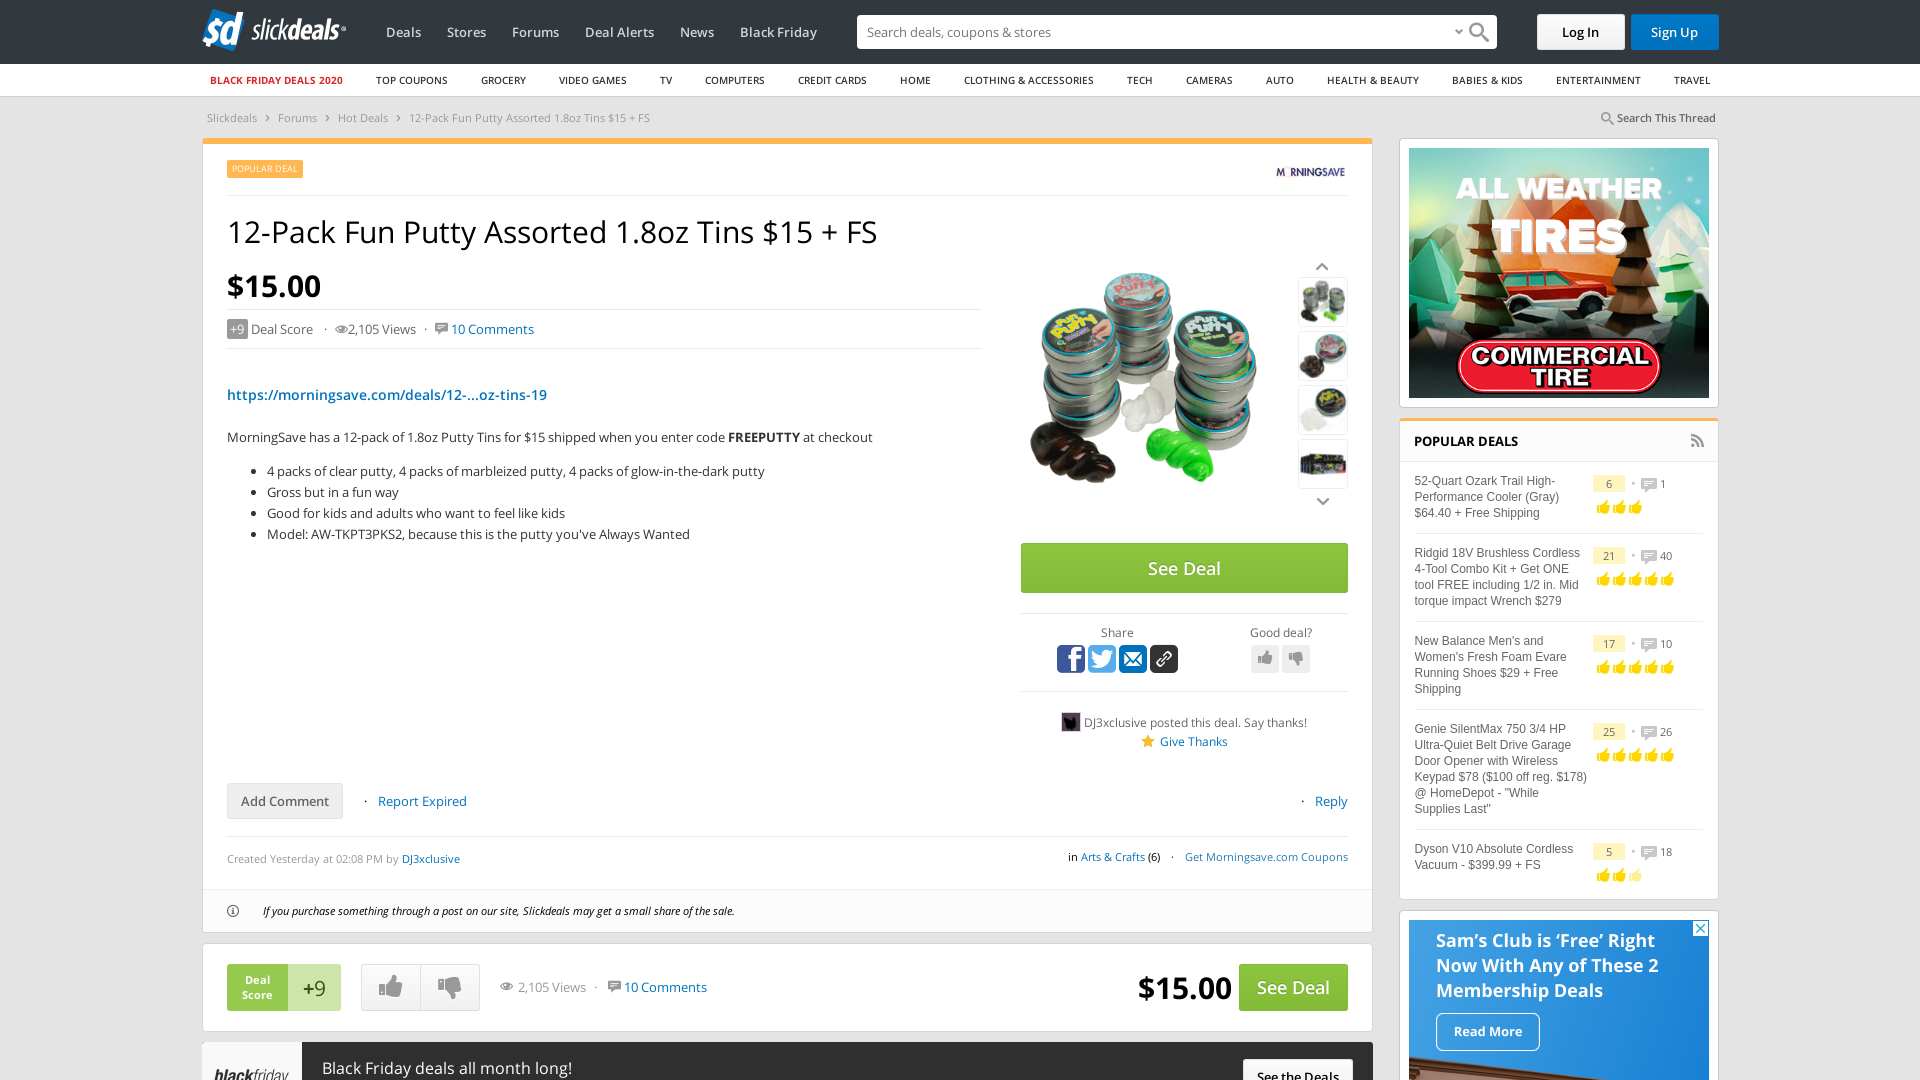 sd slickdeals
Deals Stores Forums Deal Alerts News Black Friday
Search deals, coupons & stores
Log In Sign Up
BLACK FRIDAY DEALS 2020 TOP COUPONS GROCERY VIDEO GAMES TV COMPUTERS CREDIT CARDS HOME CLOTHING & ACCESSORIES TECH CAMERAS AUTO HEALTH & BEAUTY BABIES & KIDS ENTERTAINMENT TRAVEL
Slickdeals › Forums › Hot Deals › 12-Pack Fun Putty Assorted 1.8oz Tins $15 + FS
Search This Thread
POPULAR DEAL
MORNINGSAVE
12-Pack Fun Putty Assorted 1.8oz Tins $15 + FS
$15.00
+9 Deal Score · 2,105 Views · 10 Comments
https://morningsave.com/deals/12-...oz-tins-19
MorningSave has a 12-pack of 1.8oz Putty Tins for $15 shipped when you enter code FREEPUTTY at checkout
• 4 packs of clear putty, 4 packs of marbleized putty, 4 packs of glow-in-the-dark putty
• Gross but in a fun way
• Good for kids and adults who want to feel like kids
• Model: AW-TKPT3PKS2, because this is the putty you've Always Wanted
Fun Putty
Fun Putty
Fun Putty
See Deal
Share
Good deal?
DJ3xclusive posted this deal. Say thanks!
Give Thanks
Add Comment · Report Expired
· Reply
Created Yesterday at 02:08 PM by DJ3xclusive
in Arts & Crafts (6) · Get Morningsave.com Coupons
If you purchase something through a post on our site, Slickdeals may get a small share of the sale.
Deal
Score
+9
2,105 Views · 10 Comments
$15.00 See Deal
blackfriday
Black Friday deals all month long!
See the Deals
ALL WEATHER
TIRES
COMMERCIAL
TIRE
POPULAR DEALS
52-Quart Ozark Trail High-
Performance Cooler (Gray)
$64.40 + Free Shipping
6 • 1
Ridgid 18V Brushless Cordless
4-Tool Combo Kit + Get ONE
tool FREE including 1/2 in. Mid
torque impact Wrench $279
21 • 40
New Balance Men's and
Women's Fresh Foam Evare
Running Shoes $29 + Free
Shipping
17 • 10
Genie SilentMax 750 3/4 HP
Ultra-Quiet Belt Drive Garage
Door Opener with Wireless
Keypad $78 ($100 off reg. $178)
@ HomeDepot - "While
Supplies Last"
25 • 26
Dyson V10 Absolute Cordless
Vacuum - $399.99 + FS
5 • 18
Sam's Club is 'Free' Right
Now With Any of These 2
Membership Deals
Read More